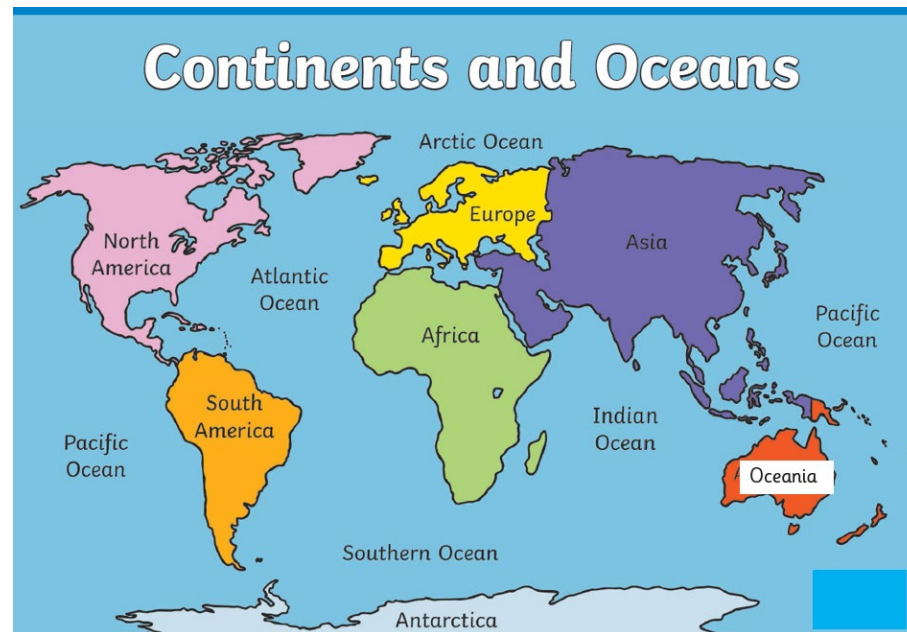 Continents and Oceans
Arctic Ocean
Europe
Asia
North
America
Atlantic
Ocean
Africa
Pacific
Ocean
South
America
Indian
Ocean
Pacific
Ocean
Oceania
Southern Ocean
Antarctica